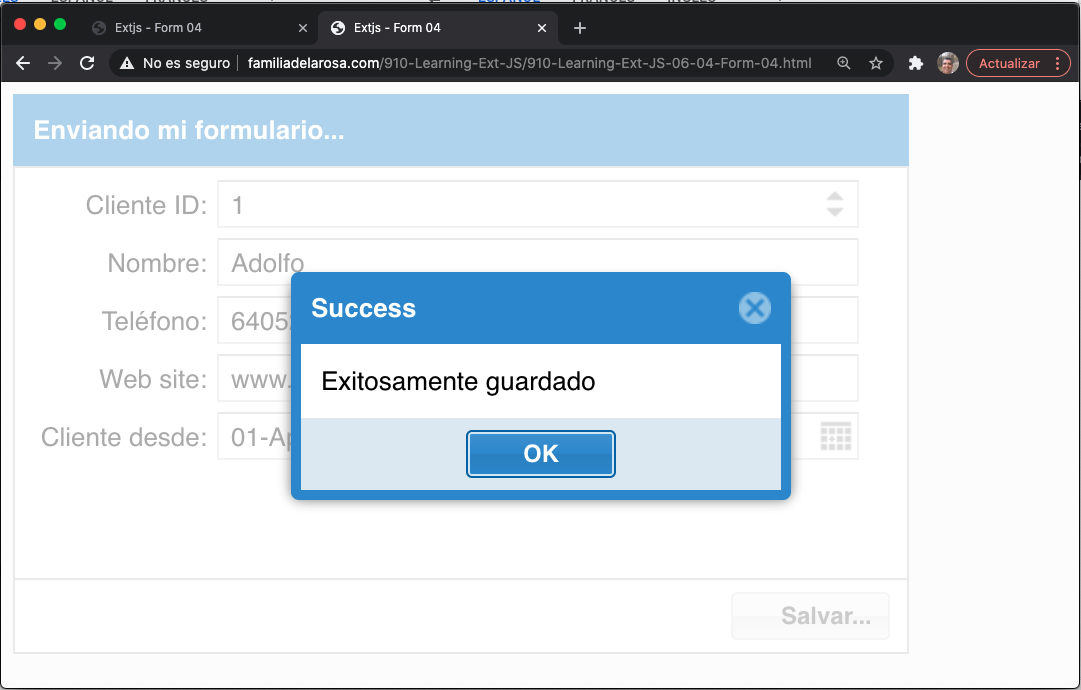 Extjs - Form 04
Extjs - Form 04
No es seguro | familiadelarosa.com/910-Learning-Ext-JS/910-Learning-Ext-JS-06-04-Form-04.html
Actualizar
Enviando mi formulario...
Cliente ID: 1
Nombre: Adolfo
Teléfono: 6405
Web site: www.
Cliente desde: 01-Ap
Success
Exitosamente guardado
OK
Salvar...